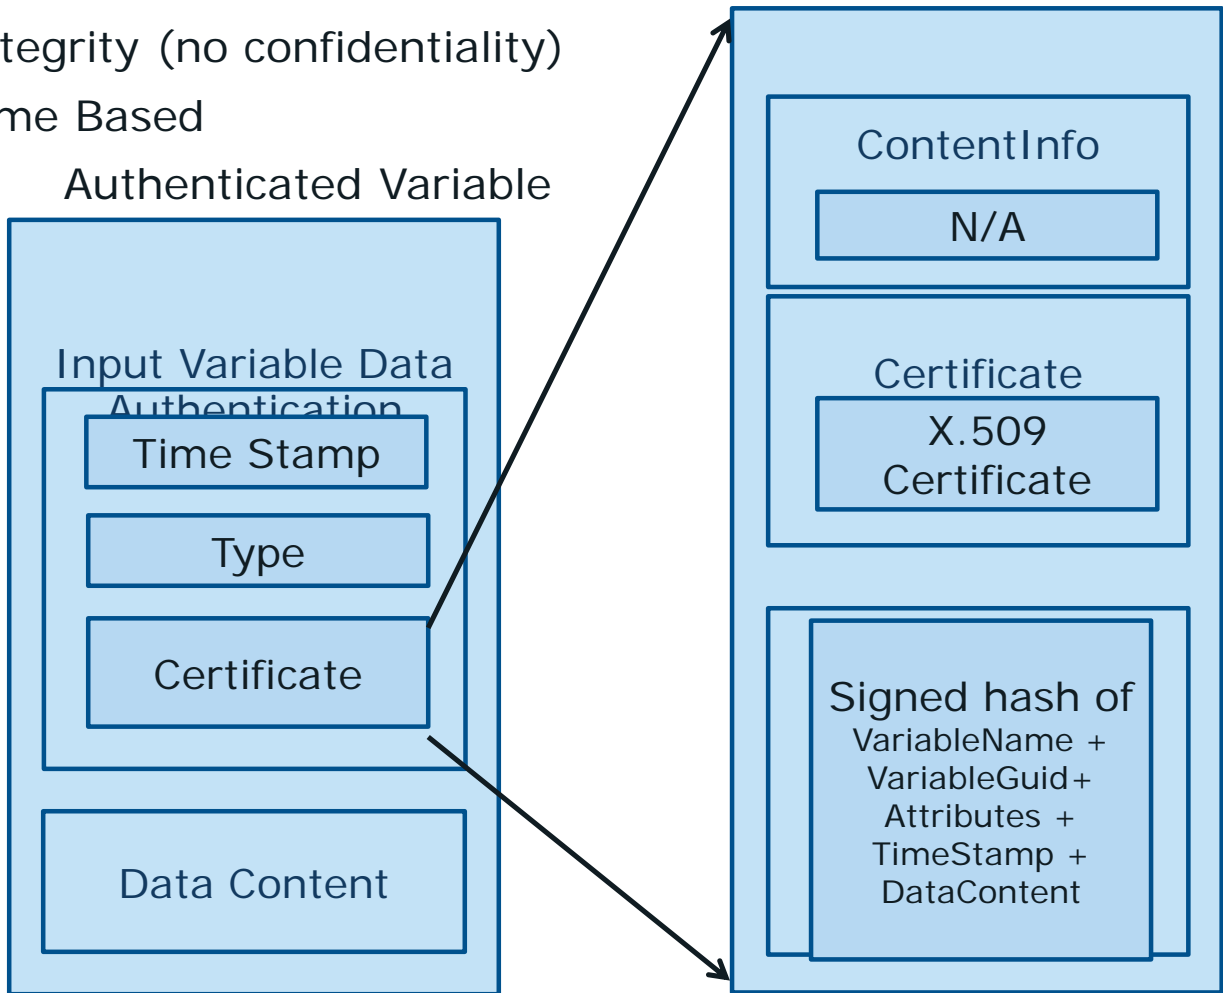 tegrity (no confidentiality)
me Based
Authenticated Variable
Input Variable Data
Authentication
Time Stamp
Type
Certificate
Data Content
ContentInfo
N/A
Certificate
X.509
Certificate
Signed hash of
VariableName +
VariableGuid+
Attributes +
TimeStamp +
DataContent